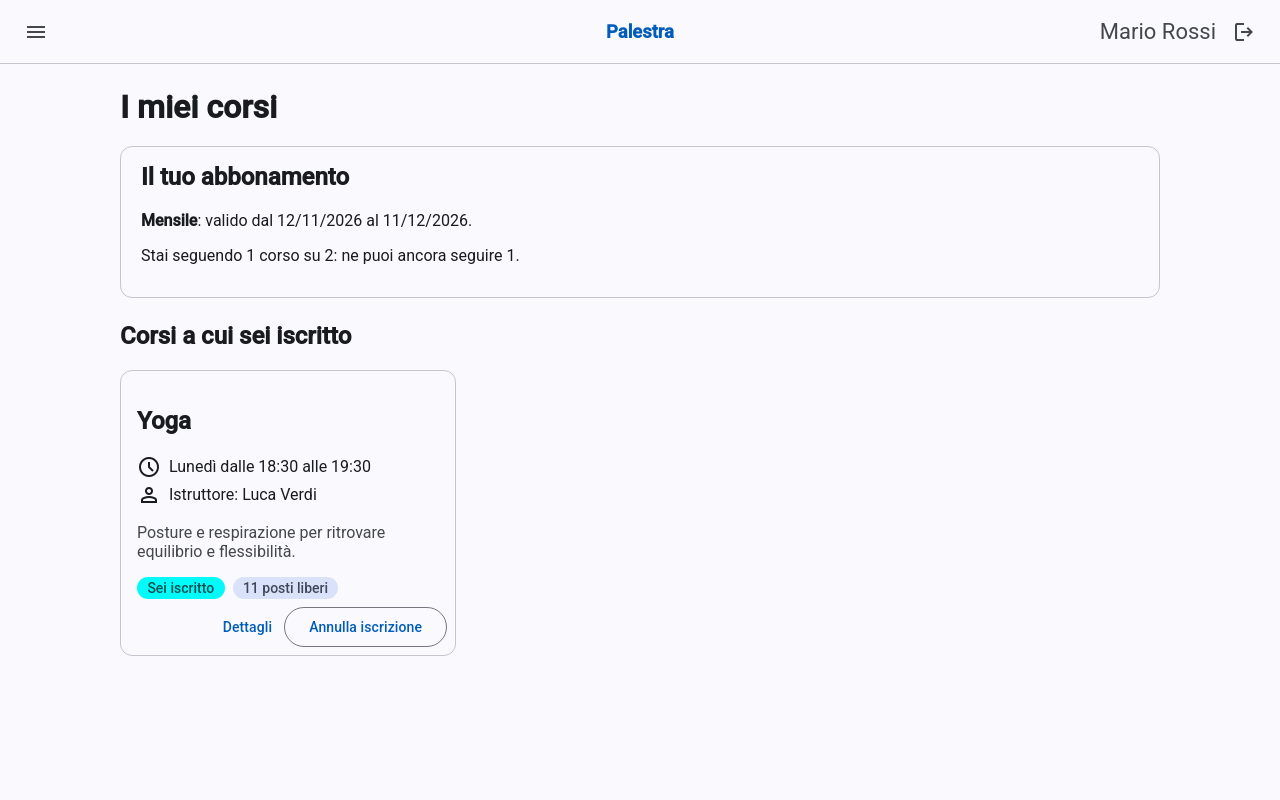 Palestra
Mario Rossi
I miei corsi
Il tuo abbonamento
Mensile: valido dal 12/11/2026 al 11/12/2026.
Stai seguendo 1 corso su 2: ne puoi ancora seguire 1.
Corsi a cui sei iscritto
Yoga
Lunedì dalle 18:30 alle 19:30
Istruttore: Luca Verdi
Posture e respirazione per ritrovare
equilibrio e flessibilità.
Sei iscritto 11 posti liberi
Dettagli Annulla iscrizione